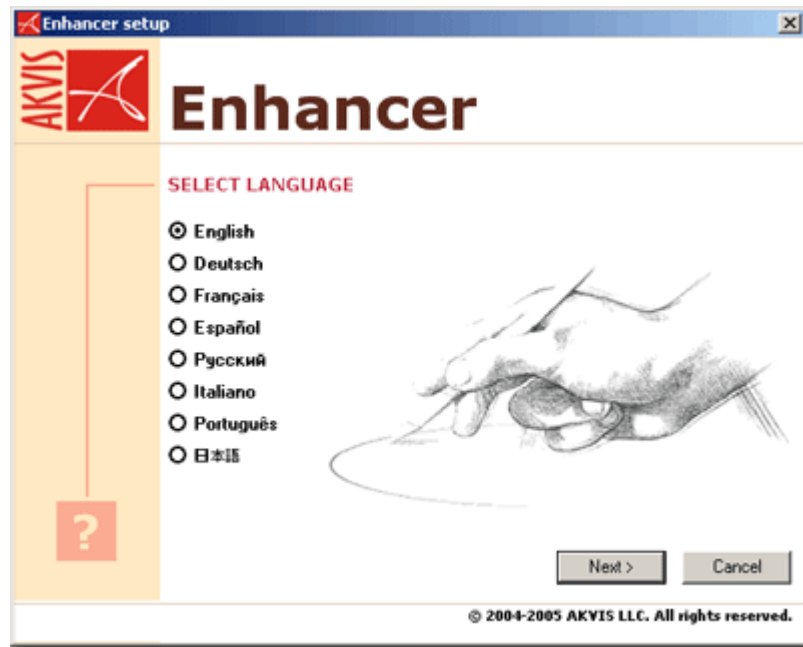 Enhancer setup
AKVIS
Enhancer
SELECT LANGUAGE
English
Deutsch
Français
Español
Русский
Italiano
Português
日本語
?
Next >
Cancel
© 2004-2005 AKVIS LLC. All rights reserved.